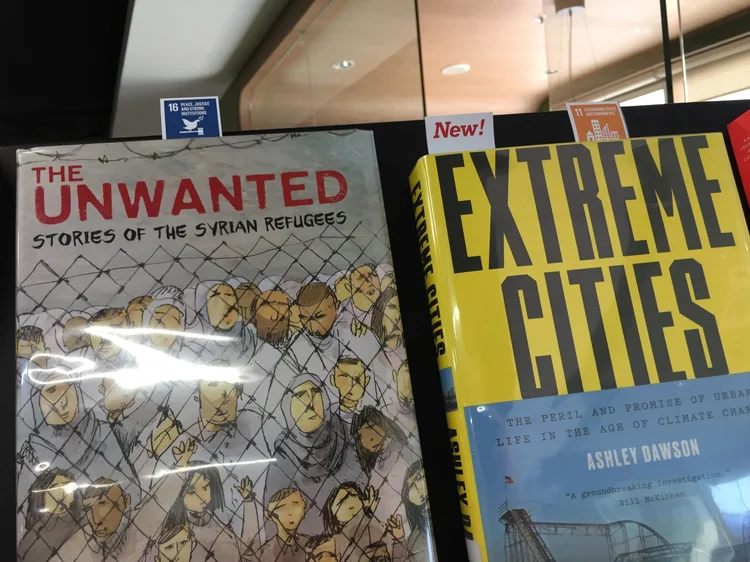 16 PEACE, JUSTICE
AND STRONG
INSTITUTIONS
THE
UNWANTED
STORIES OF THE SYRIAN REFUGEES
New!
11 SUSTAINABLE CITIES
AND COMMUNITIES
EXTREME
CITIES
THE PERIL AND PROMISE OF URBAN
LIFE IN THE AGE OF CLIMATE CHAN
ASHLEY DAWSON
"A groundbreaking investigation."
Bill McKibben
EXTREME CITIES
ASHLEY D